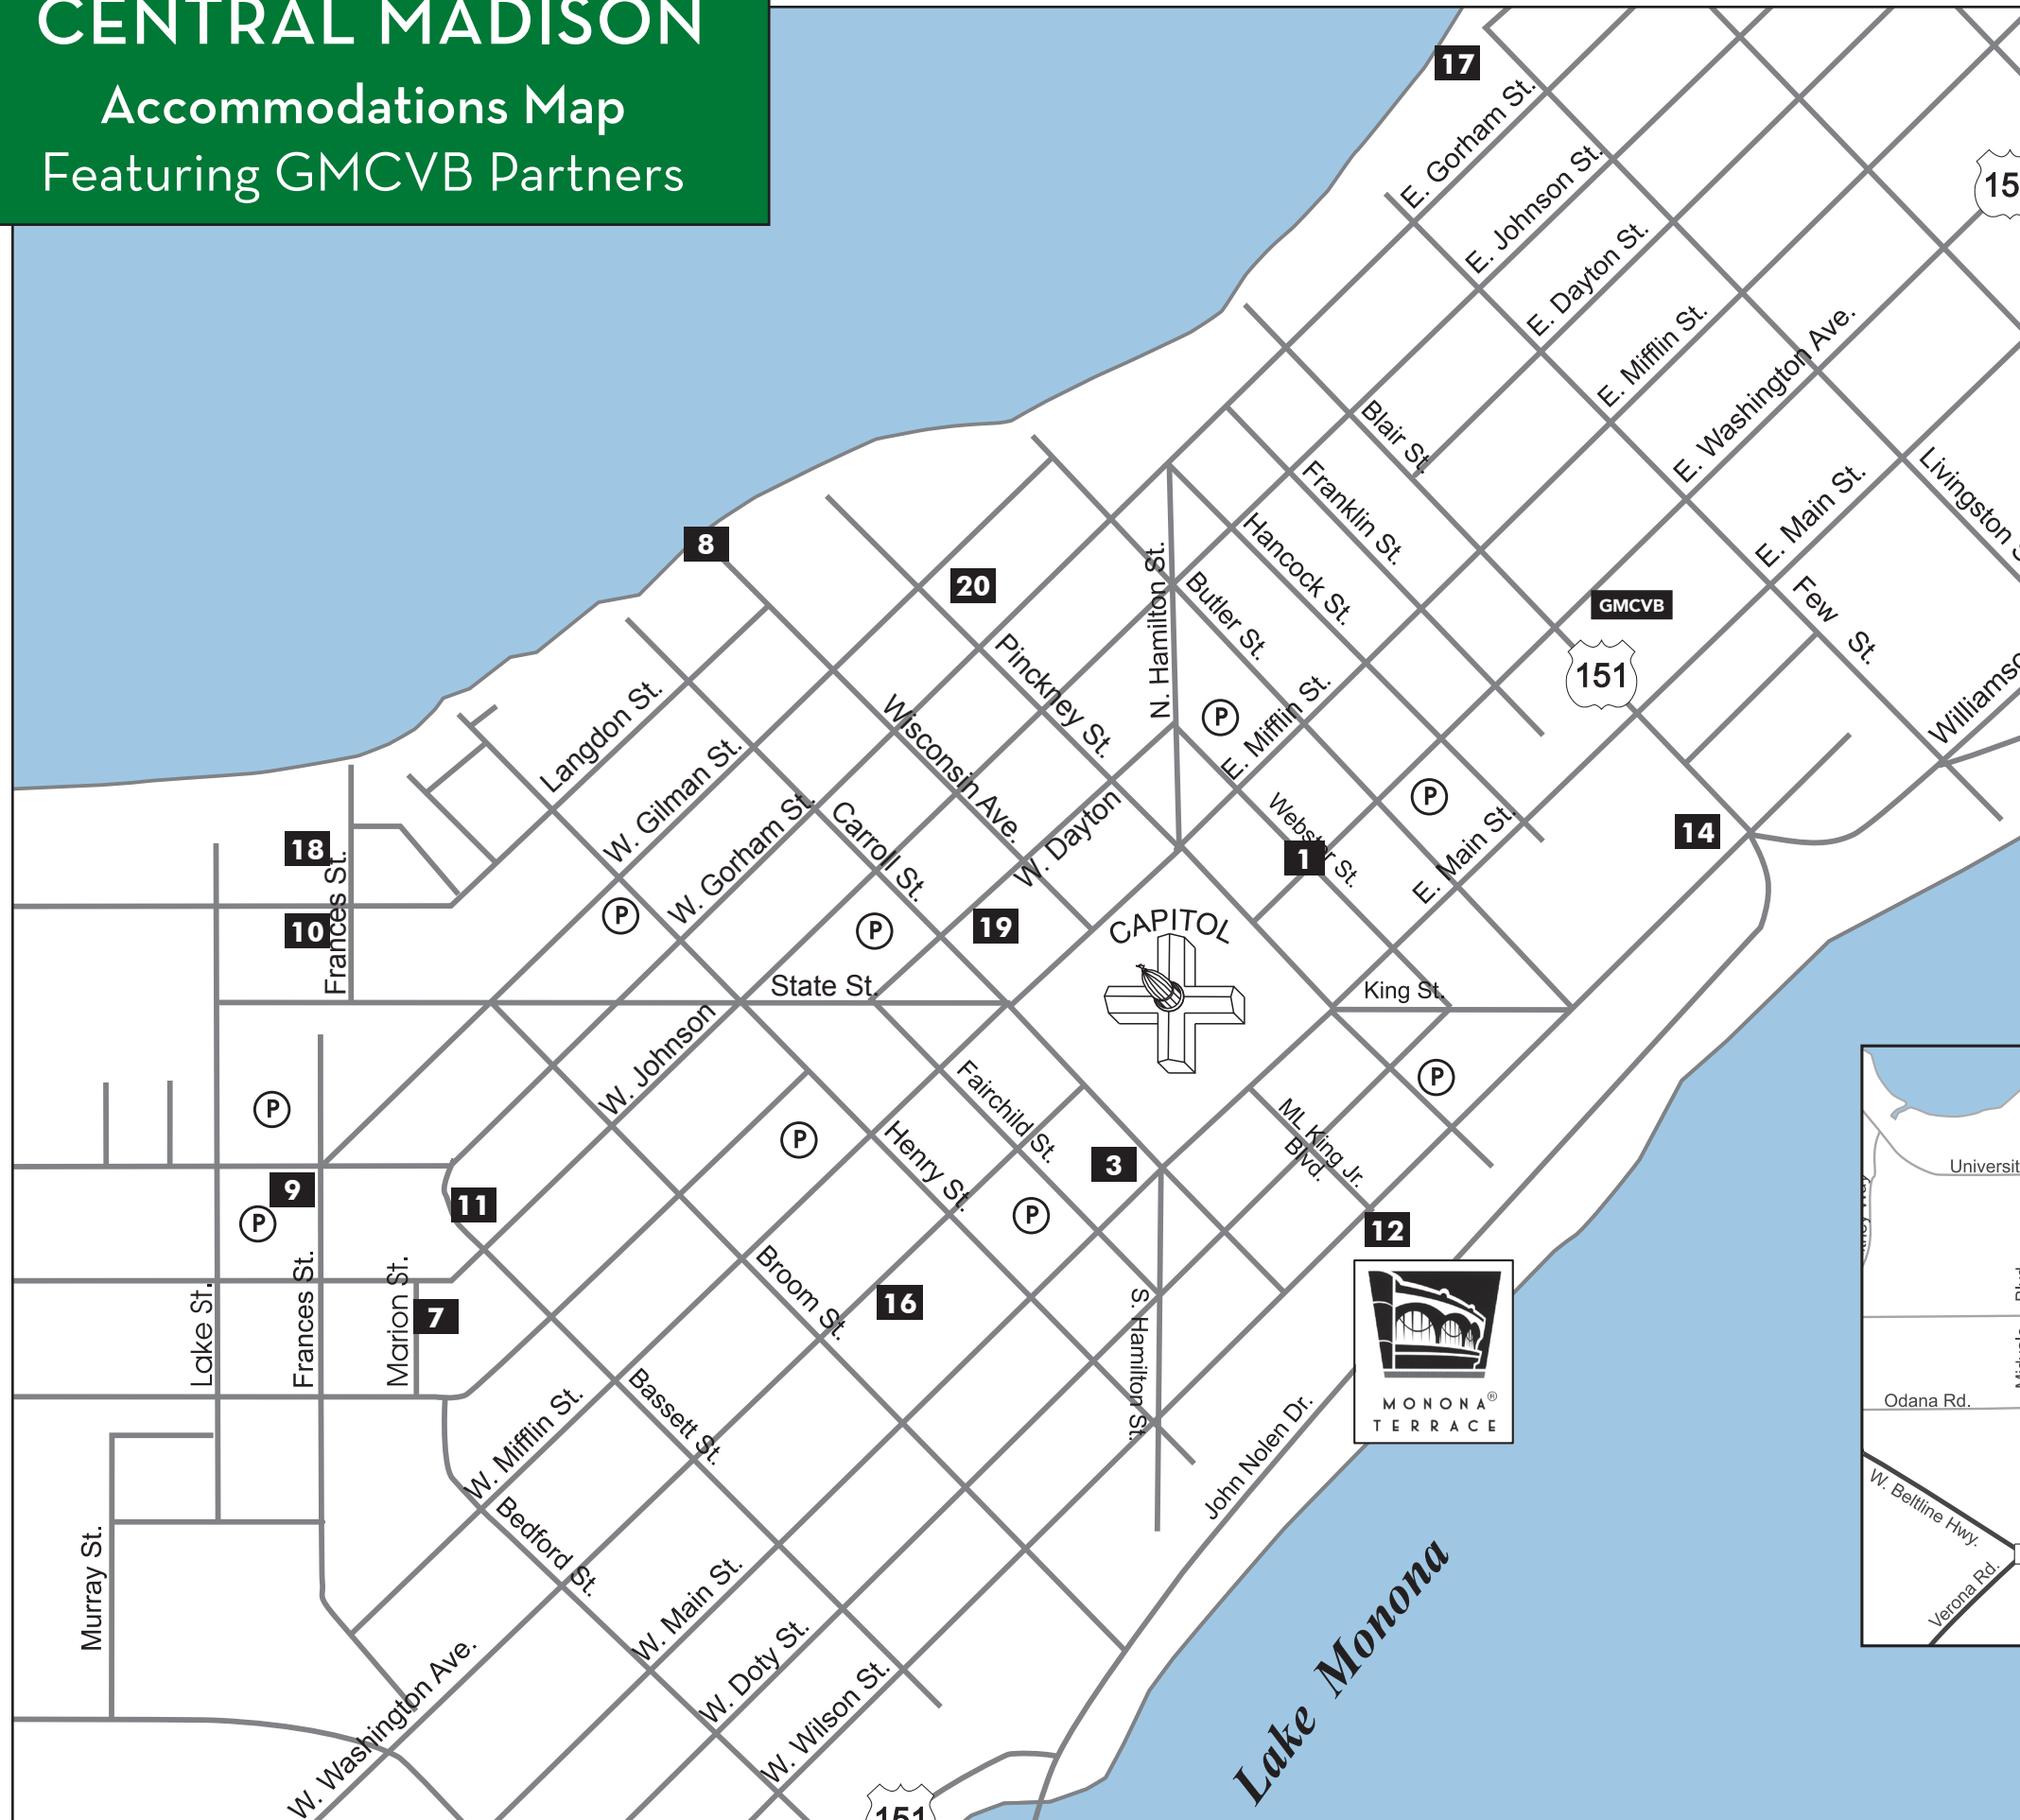 CENTRAL MADISON
Accommodations Map
Featuring GMCVB Partners
17
E. Gorham St.
E. Johnson St.
E. Dayton St.
E. Mifflin St.
E. Washington Ave.
E. Main St.
Blair St.
Franklin St.
Hancock St.
Butler St.
N. Hamilton St.
Livingston
Few St.
GMCVB
151
8
20
Pinckney St.
Wisconsin Ave.
Carroll St.
Langdon St.
W. Gilman St.
W. Gorham St.
W. Dayton
P
E. Mifflin St.
Webster St.
P
E. Main St.
14
1
18
10
Frances St.
P
P
19
CAPITOL
State St.
King St.
P
W. Johnson
P
P
9
P
11
Fairchild St.
Henry St.
3
P
ML King Jr.
Blvd.
12
Lake St.
Frances St.
Marion St.
7
Broom St.
16
S. Hamilton St.
MONONA®
TERRACE
John Nolen Dr.
Bassett St.
W. Mifflin St.
Bedford St.
Murray St.
W. Main St.
W. Doty St.
W. Wilson St.
W. Washington Ave.
151
Lake Monona
Odana Rd.
W. Beltline Hwy.
Verona Rd.